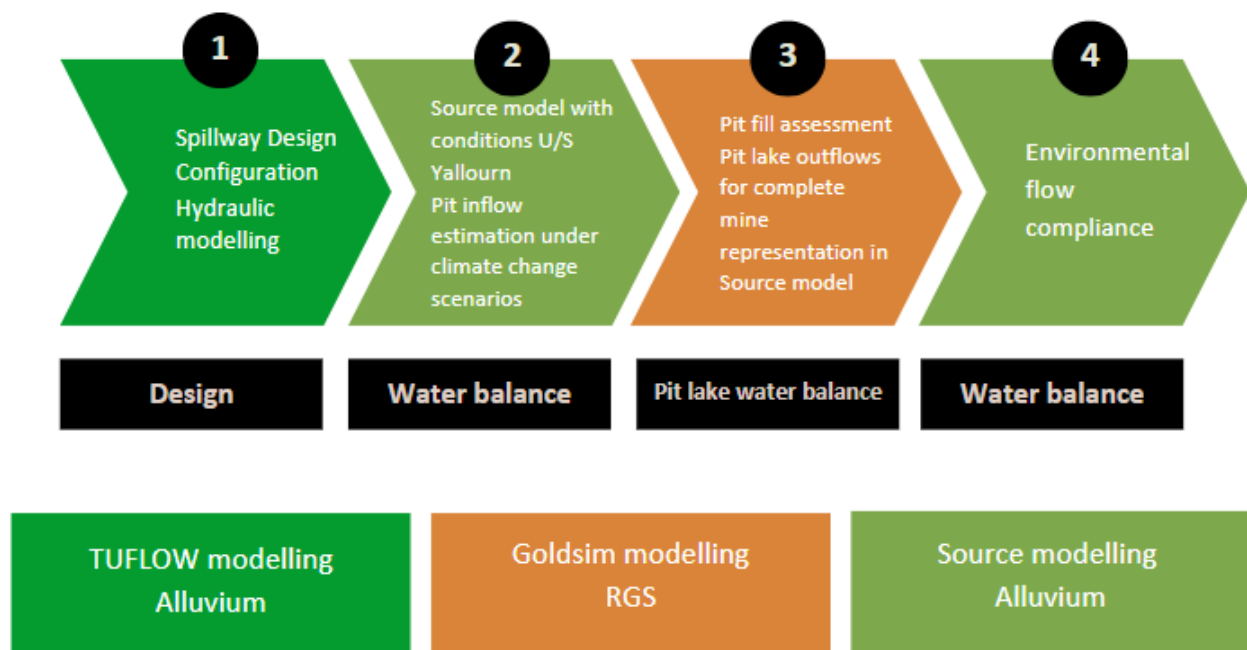 1
Spillway Design
Configuration
Hydraulic
modelling
2
Source model with
conditions U/S
Yallourn
Pit inflow
estimation under
climate change
scenarios
3
Pit fill assessment
Pit lake outflows
for complete
mine
representation in
Source model
4
Environmental
flow
compliance
Design
Water balance
Pit lake water balance
Water balance
TUFLOW modelling
Alluvium
Goldsim modelling
RGS
Source modelling
Alluvium